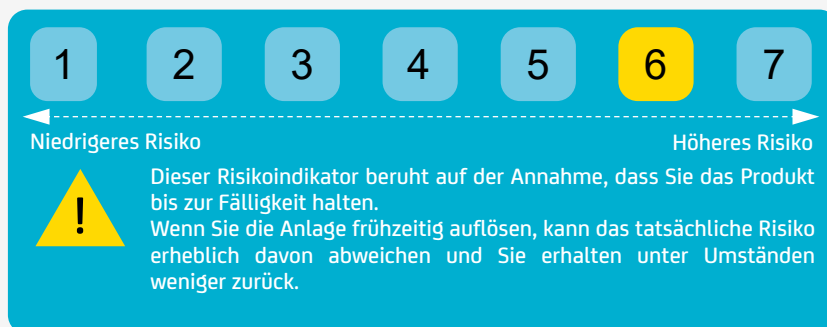 1 2 3 4 5 6 7
Niedrigeres Risiko Höheres Risiko
!
Dieser Risikoindikator beruht auf der Annahme, dass Sie das Produkt
bis zur Fälligkeit halten.
Wenn Sie die Anlage frühzeitig auflösen, kann das tatsächliche Risiko
erheblich davon abweichen und Sie erhalten unter Umständen
weniger zurück.